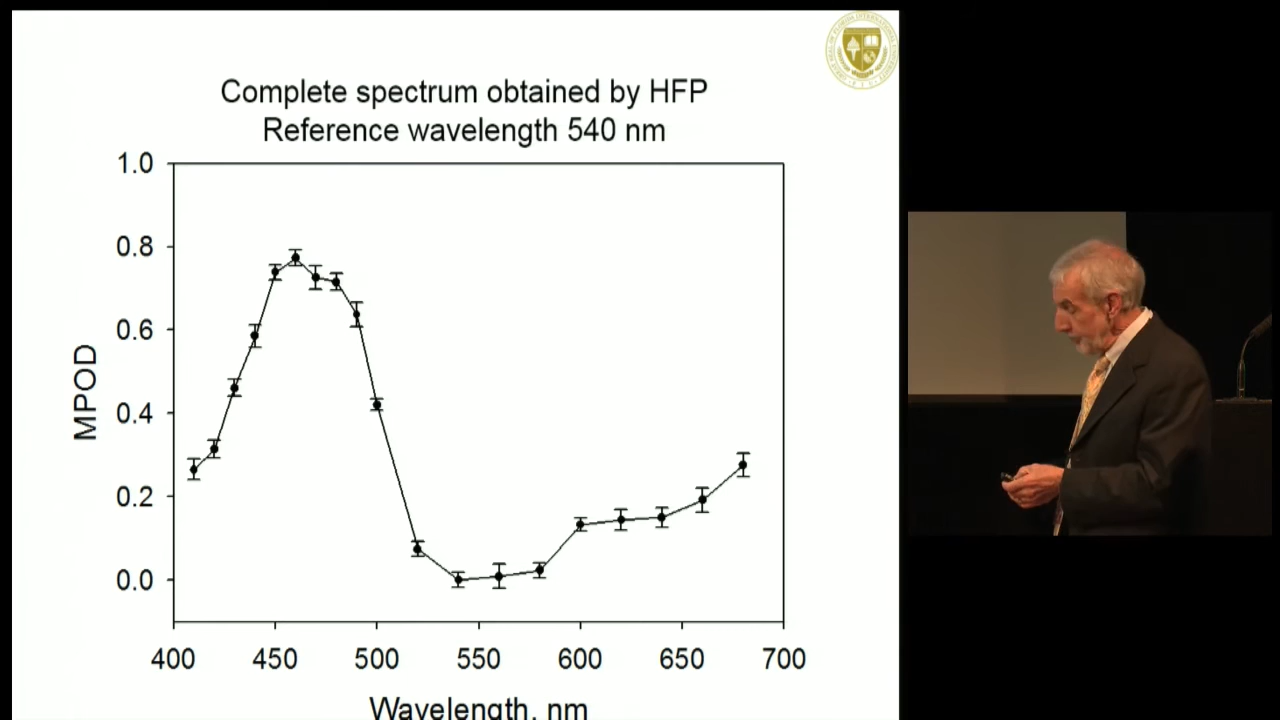 Complete spectrum obtained by HFP
Reference wavelength 540 nm
1.0
0.8
0.6
0.4
0.2
0.0
MPOD
400 450 500 550 600 650 700
Wavelength, nm